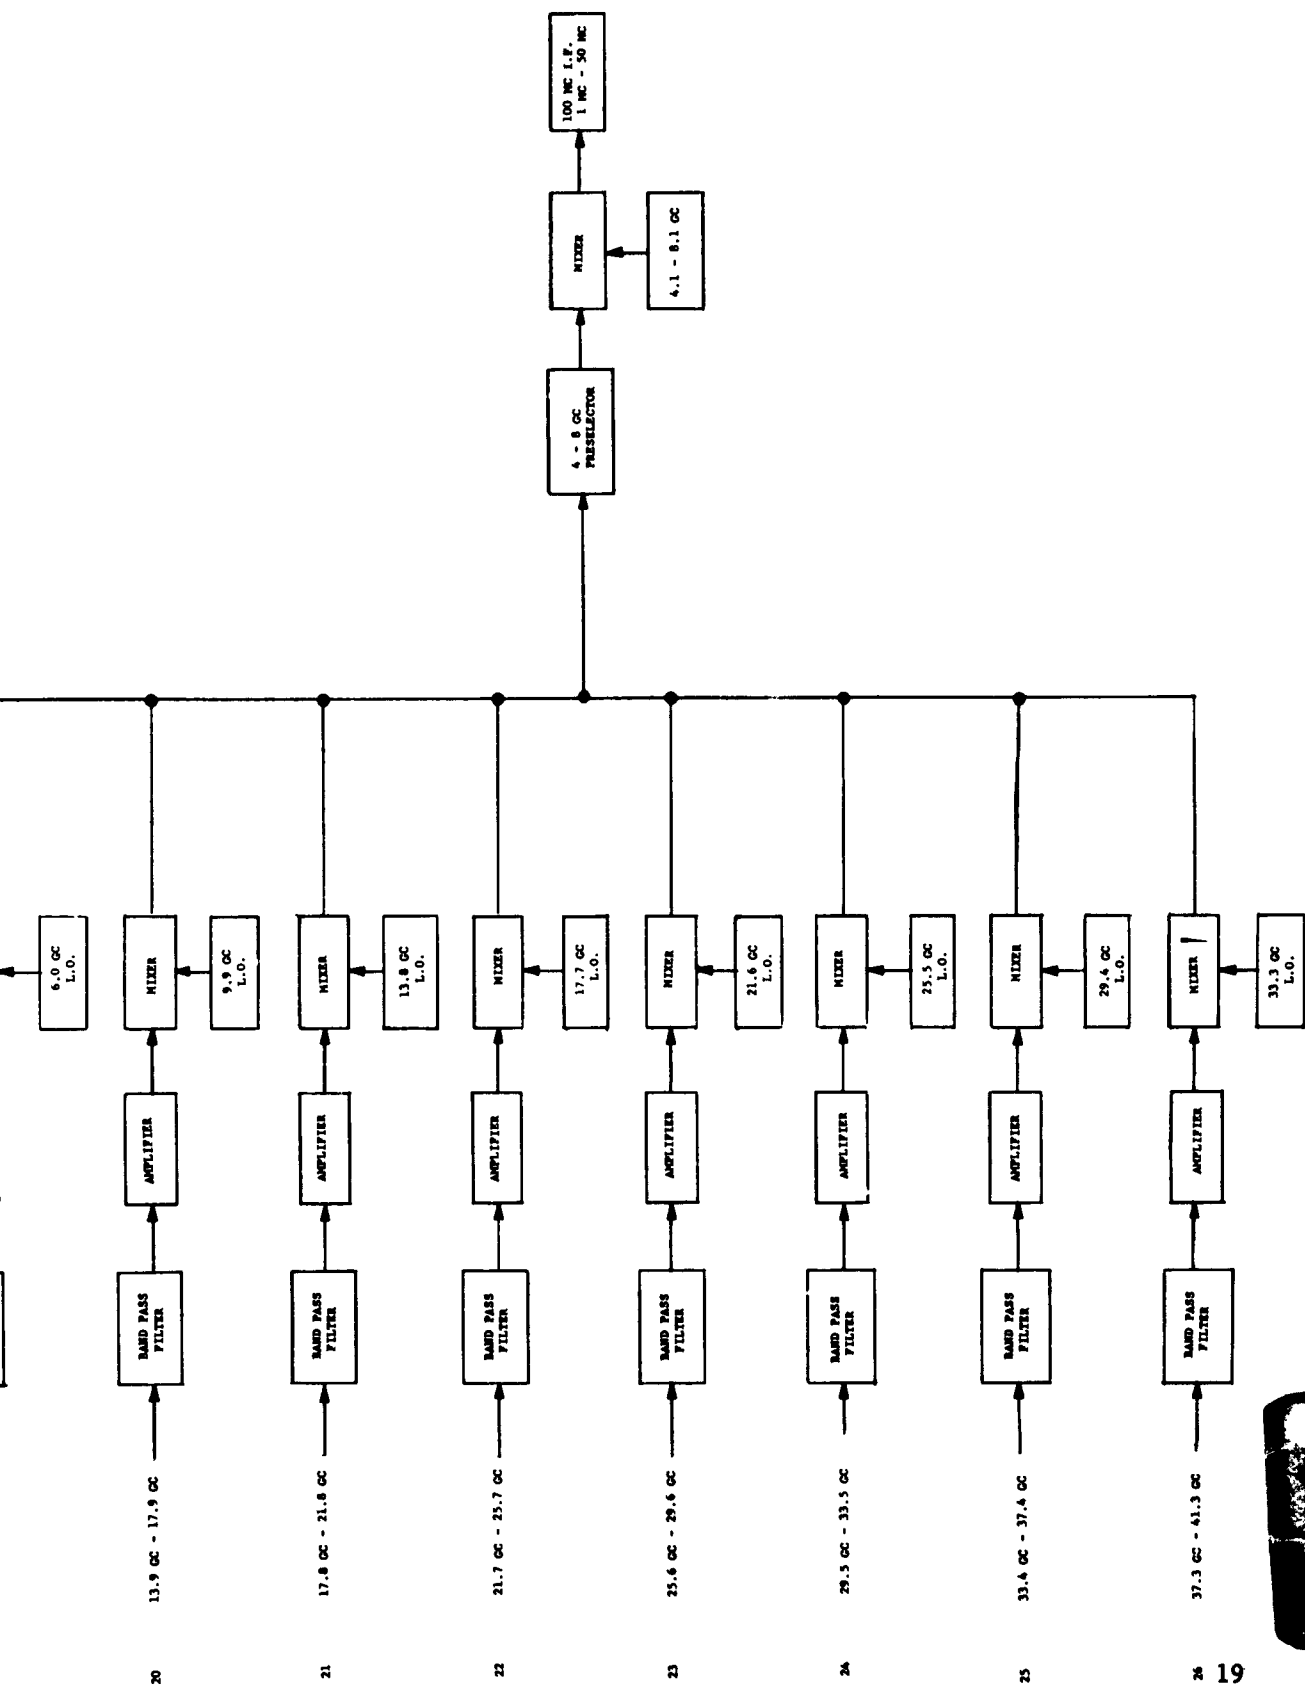 100 MC I.F.
1 MC - 50 MC
MIXER
4.1 - 8.1 GC
4 - 8 GC
PRESELECTOR
6.0 GC
L.O.
20
13.9 GC - 17.9 GC
BAND PASS
FILTER
AMPLIFIER
MIXER
9.9 GC
L.O.
21
17.8 GC - 21.8 GC
BAND PASS
FILTER
AMPLIFIER
MIXER
13.8 GC
L.O.
22
21.7 GC - 25.7 GC
BAND PASS
FILTER
AMPLIFIER
MIXER
17.7 GC
L.O.
23
25.6 GC - 29.6 GC
BAND PASS
FILTER
AMPLIFIER
MIXER
21.6 GC
L.O.
24
29.5 GC - 33.5 GC
BAND PASS
FILTER
AMPLIFIER
MIXER
25.5 GC
L.O.
25
33.4 GC - 37.4 GC
BAND PASS
FILTER
AMPLIFIER
MIXER
29.4 GC
L.O.
26
37.3 GC - 41.3 GC
BAND PASS
FILTER
AMPLIFIER
MIXER
33.3 GC
L.O.
19